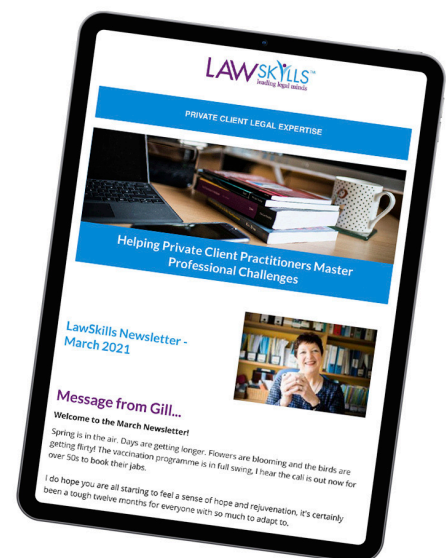 LAWSKILLS™
leading legal minds
PRIVATE CLIENT LEGAL EXPERTISE
Helping Private Client Practitioners Master
Professional Challenges
LawSkills Newsletter -
March 2021
Message from Gill...
Welcome to the March Newsletter!
Spring is in the air. Days are getting longer. Flowers are blooming and the birds are
getting flirty! The vaccination programme is in full swing, I hear the call is out now for
over 50s to book their jabs.
I do hope you are all starting to feel a sense of hope and rejuvenation, it's certainly
been a tough twelve months for everyone with so much to adapt to.